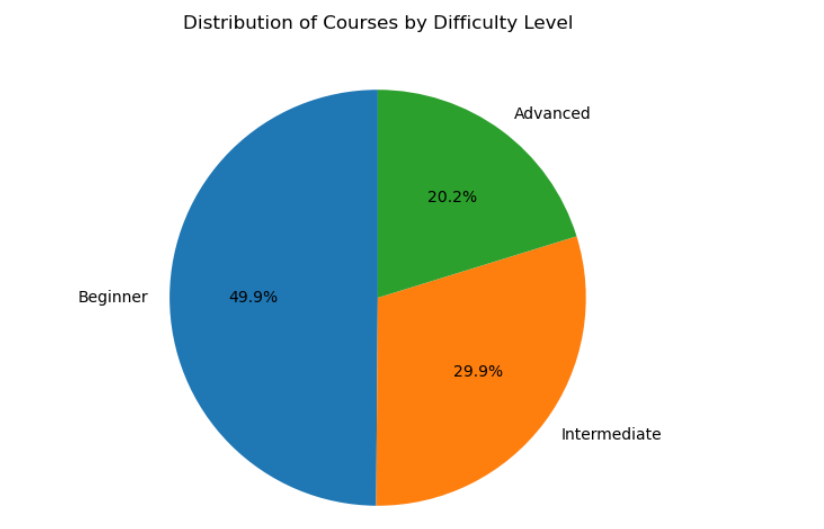 Distribution of Courses by Difficulty Level
Advanced
20.2%
Beginner
49.9%
29.9%
Intermediate